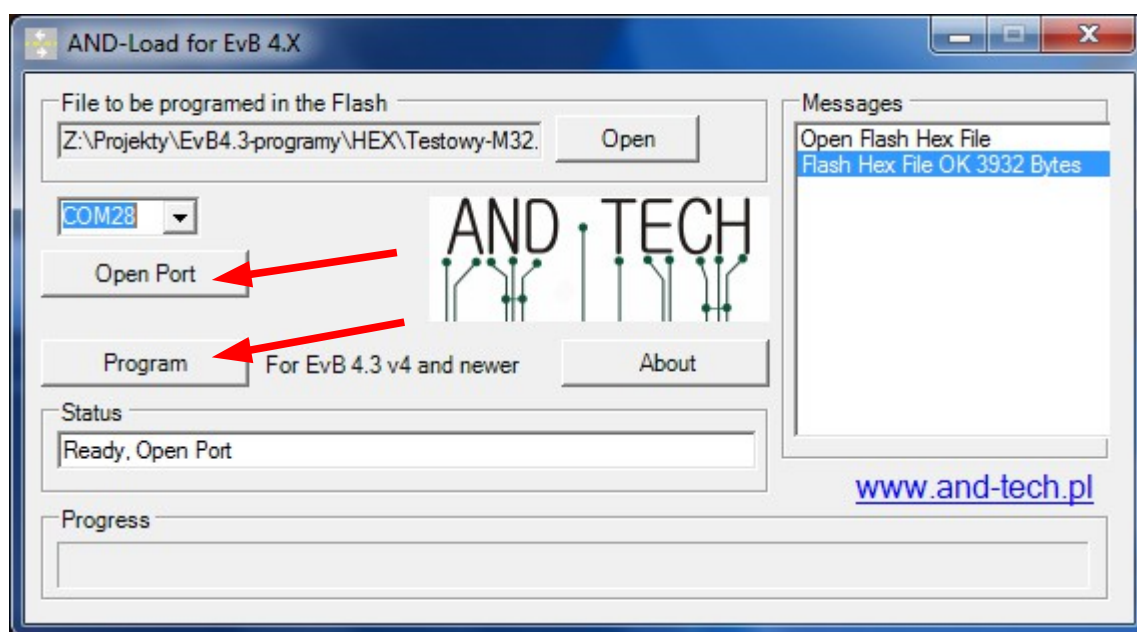 AND-Load for EvB 4.X
File to be programed in the Flash
Z:\Projekty\EvB4.3-programy\HEX\Testowy-M32.
Open
Messages
Open Flash Hex File
Flash Hex File OK 3932 Bytes
COM28
AND TECH
Open Port
Program
For EvB 4.3 v4 and newer
About
Status
Ready, Open Port
www.and-tech.pl
Progress